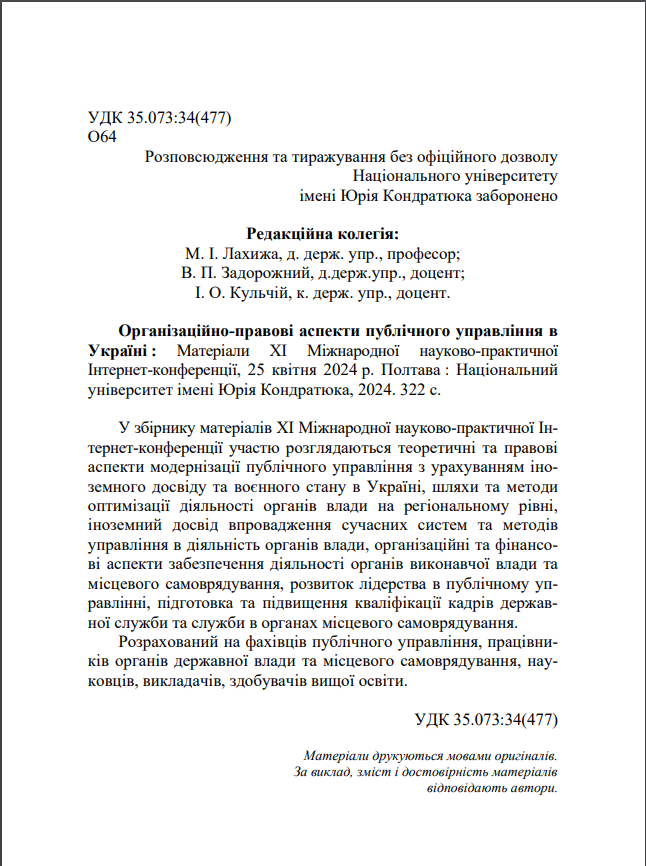 УДК 35.073:34(477)
О64
Розповсюдження та тиражування без офіційного дозволу
Національного університету
імені Юрія Кондратюка заборонено
Редакційна колегія:
М. І. Лахижа, д. держ. упр., професор;
В. П. Задорожний, д.держ.упр., доцент;
І. О. Кульчій, к. держ. упр., доцент.
Організаційно-правові аспекти публічного управління в
Україні : Матеріали XI Міжнародної науково-практичної
Інтернет-конференції, 25 квітня 2024 р. Полтава : Національний
університет імені Юрія Кондратюка, 2024. 322 с.
У збірнику матеріалів XI Міжнародної науково-практичної Ін-
тернет-конференції участю розглядаються теоретичні та правові
аспекти модернізації публічного управління з урахуванням іно-
земного досвіду та воєнного стану в Україні, шляхи та методи
оптимізації діяльності органів влади на регіональному рівні,
іноземний досвід впровадження сучасних систем та методів
управління в діяльність органів влади, організаційні та фінансо-
ві аспекти забезпечення діяльності органів виконавчої влади та
місцевого самоврядування, розвиток лідерства в публічному уп-
равлінні, підготовка та підвищення кваліфікації кадрів держав-
ної служби та служби в органах місцевого самоврядування.
Розрахований на фахівців публічного управління, працівни-
ків органів державної влади та місцевого самоврядування, нау-
ковців, викладачів, здобувачів вищої освіти.
УДК 35.073:34(477)
Матеріали друкуються мовами оригіналів.
За виклад, зміст і достовірність матеріалів
відповідають автори.